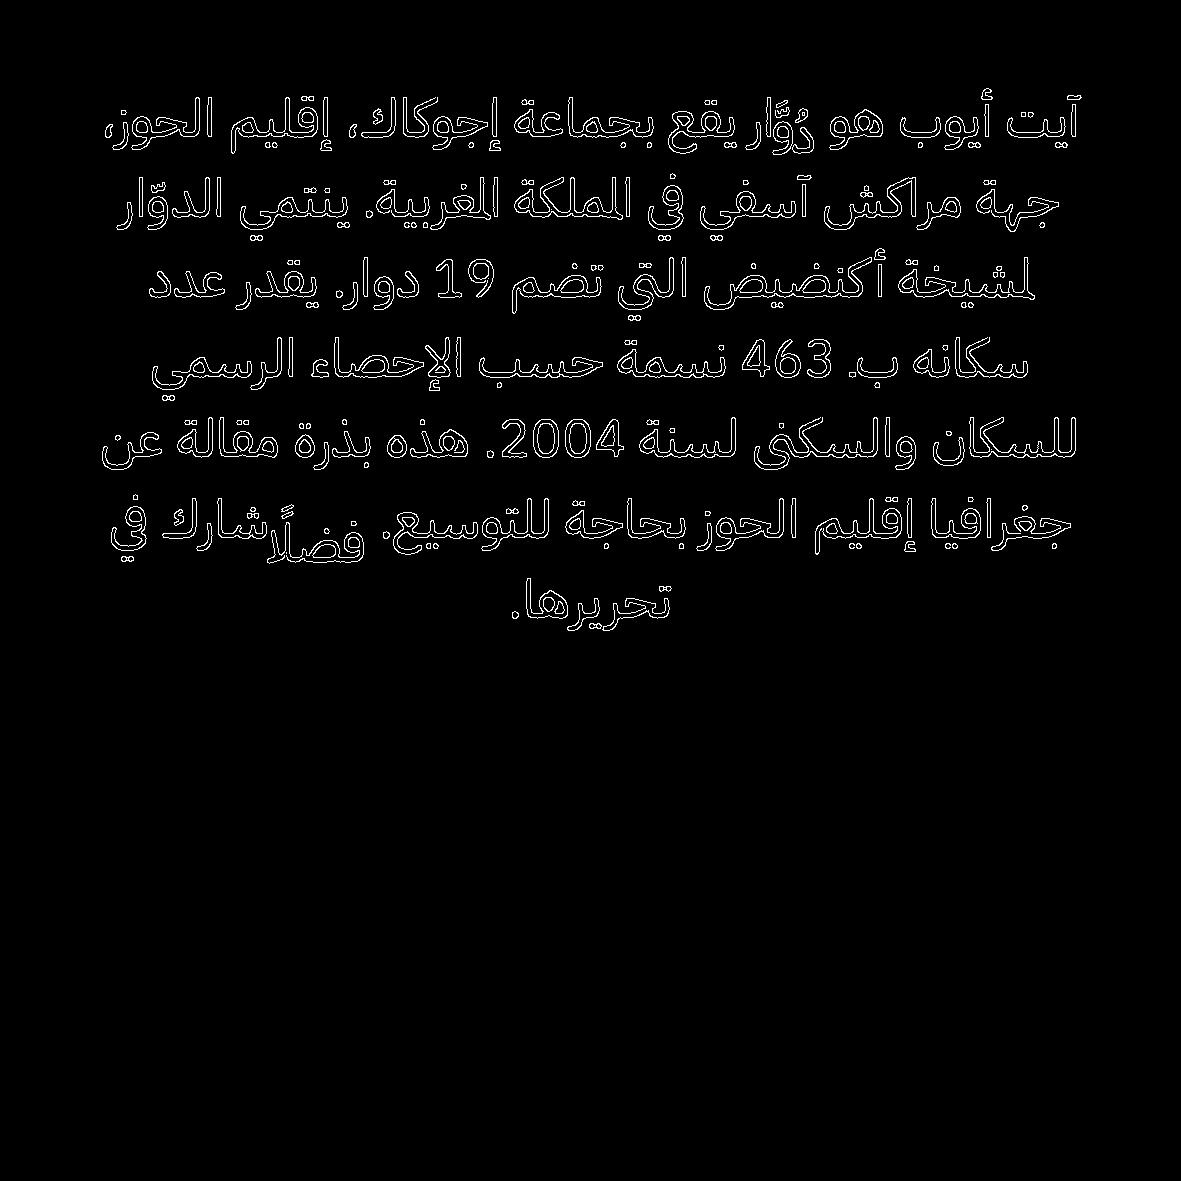 آيت أيوب هو دُوَّار يقع بجماعة إجوكاك، إقليم الحوز،
جهة مراكش آسفي في المملكة المغربية. ينتمي الدوّار
لمشيخة أكنضيض التي تضم 19 دوار. يقدر عدد
سكانه ب. 463 نسمة حسب الإحصاء الرسمي
للسكان والسكنى لسنة 2004. هذه بذرة مقالة عن
جغرافيا إقليم الحوز بحاجة للتوسيع. فضلًا شارك في
تحريرها.